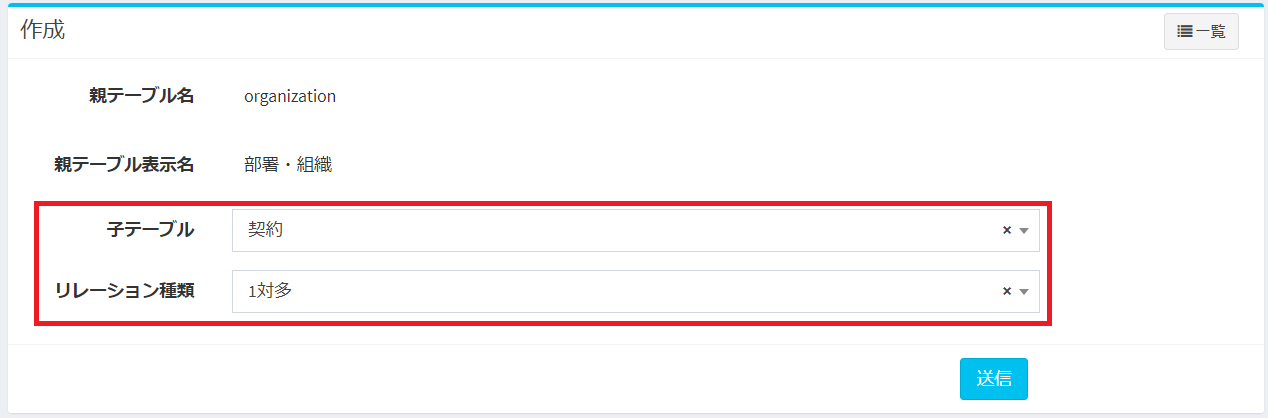 作成
一覧
親テーブル名 organization
親テーブル表示名 部署・組織
子テーブル 契約 ×
リレーション種類 1対多 ×
送信